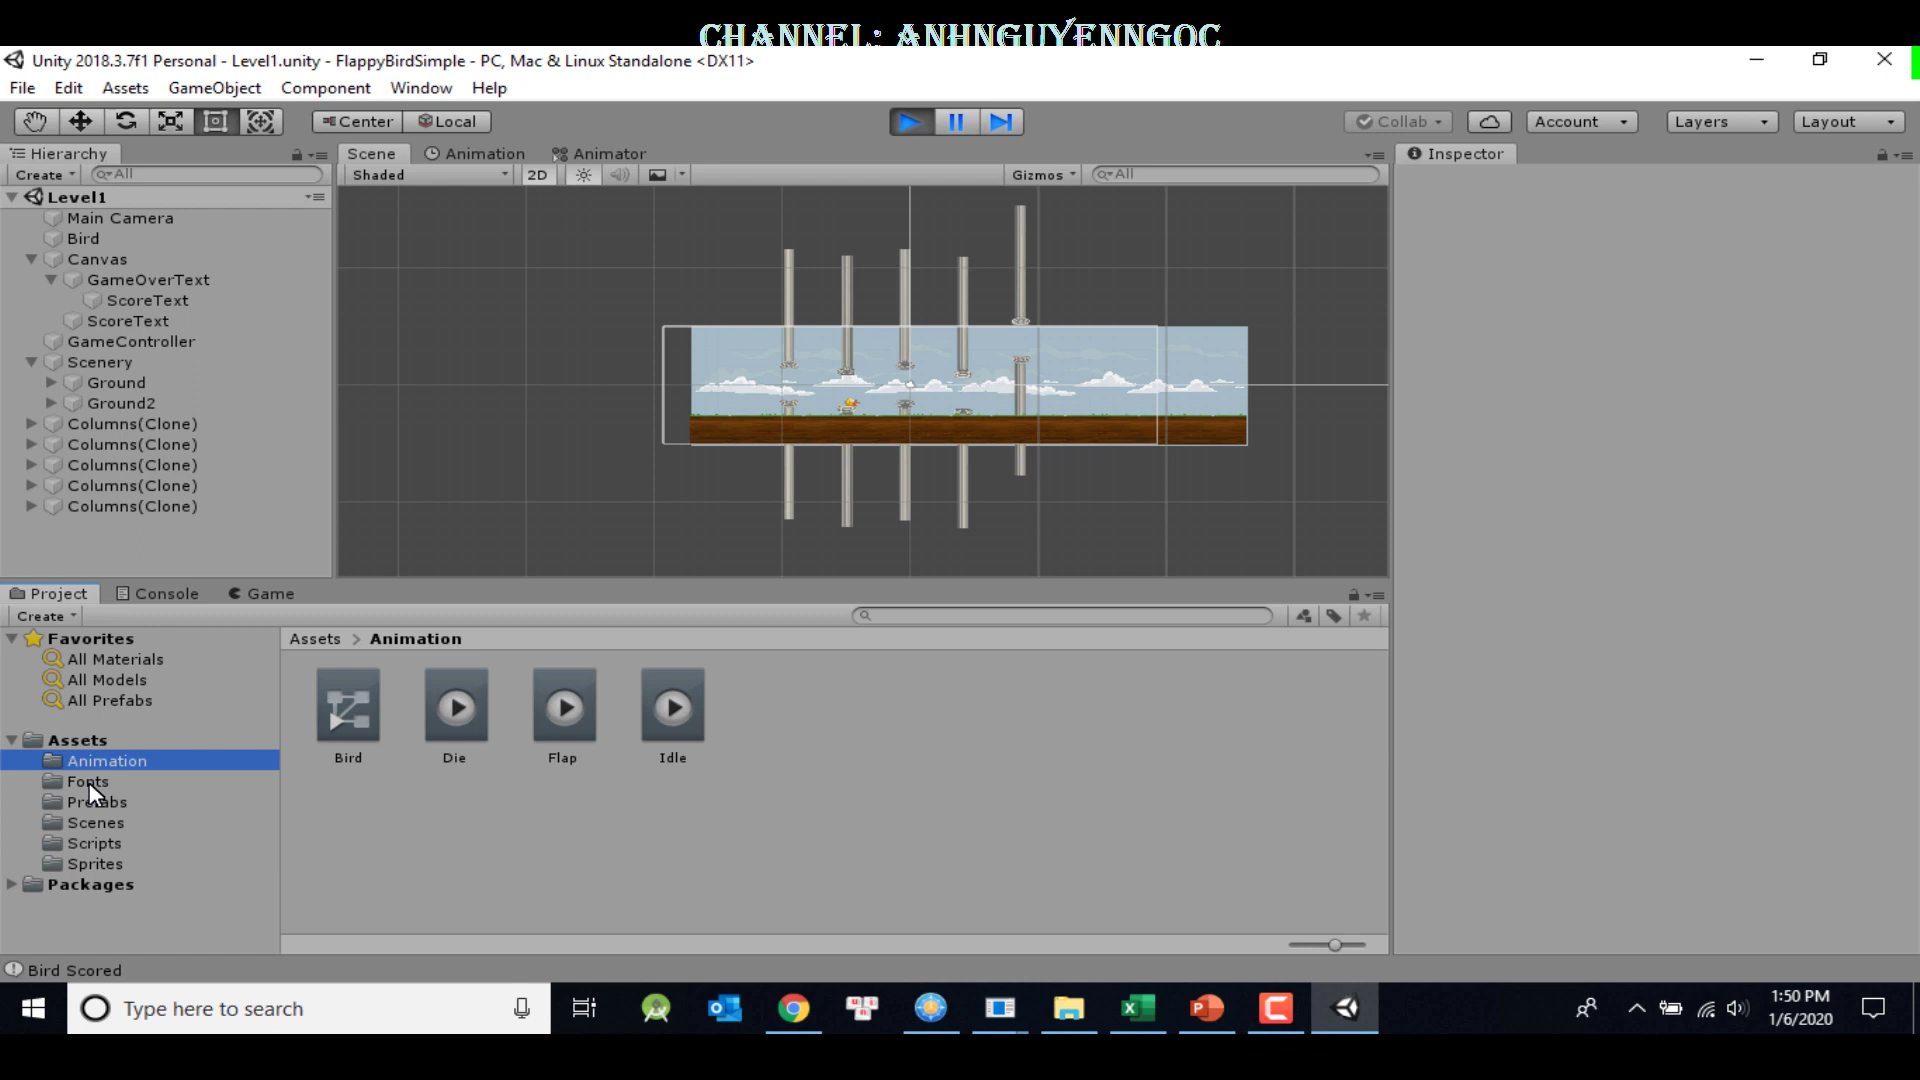 CHANNEL: ANHNGUYENNGOC
Unity 2018.3.7f1 Personal - Level1.unity - FlappyBirdSimple - PC, Mac & Linux Standalone <DX11>
File Edit Assets GameObject Component Window Help
Center Local Collab Account Layers Layout
Hierarchy Scene Animation Animator Inspector
Create All Shaded 2D Gizmos All
Level1
Main Camera
Bird
Canvas
GameOverText
ScoreText
ScoreText
GameController
Scenery
Ground
Ground2
Columns(Clone)
Columns(Clone)
Columns(Clone)
Columns(Clone)
Columns(Clone)
Project Console Game
Create
Favorites
All Materials
All Models
All Prefabs
Assets
Animation
Fonts
Prefabs
Scenes
Scripts
Sprites
Packages
Assets > Animation
Bird Die Flap Idle
Bird Scored
Type here to search
1:50 PM
1/6/2020